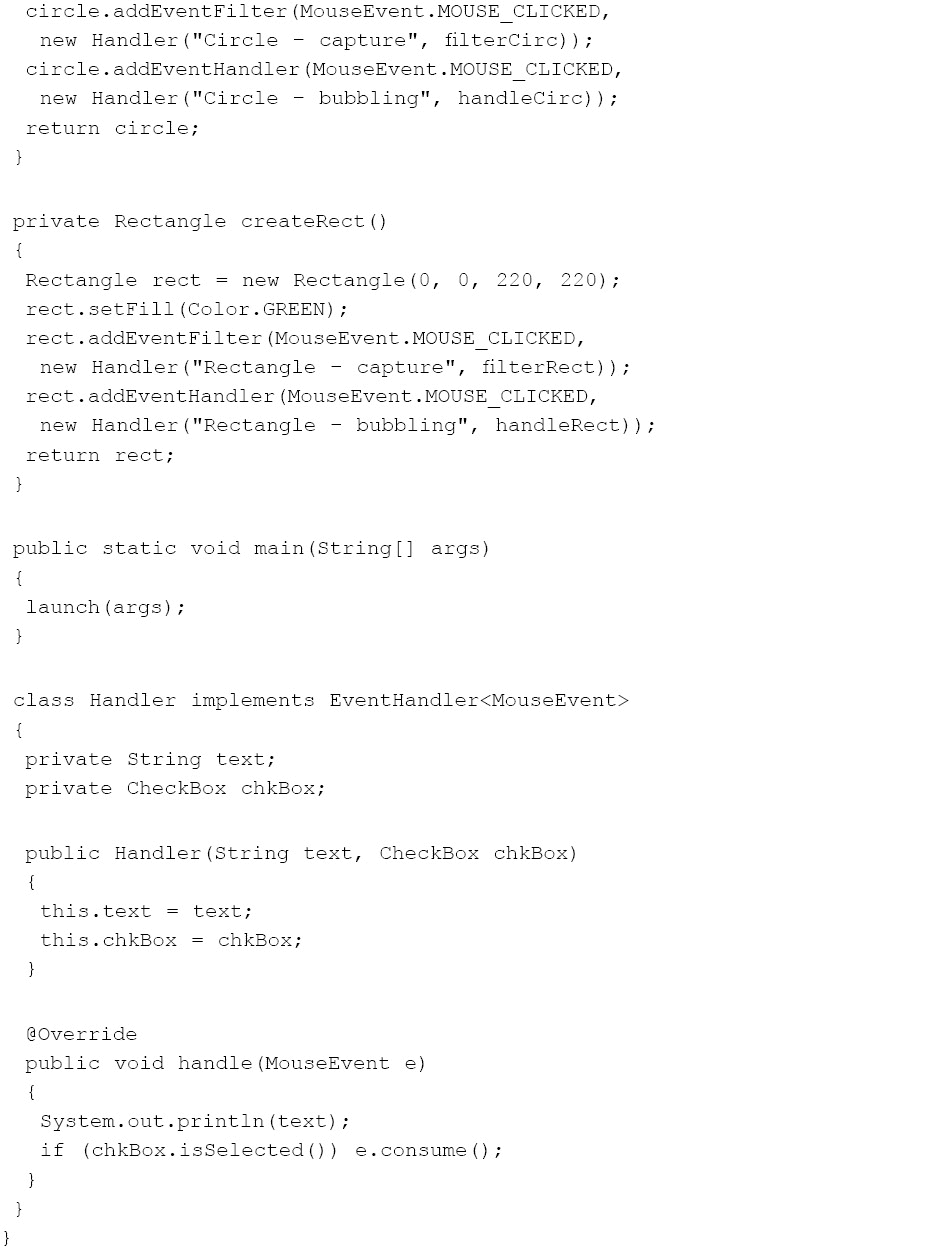 circle.addEventFilter(MouseEvent.MOUSE_CLICKED,
new Handler("Circle – capture", filterCirc));
circle.addEventHandler(MouseEvent.MOUSE_CLICKED,
new Handler("Circle – bubbling", handleCirc));
return circle;
}
private Rectangle createRect()
{
Rectangle rect = new Rectangle(0, 0, 220, 220);
rect.setFill(Color.GREEN);
rect.addEventFilter(MouseEvent.MOUSE_CLICKED,
new Handler("Rectangle – capture", filterRect));
rect.addEventHandler(MouseEvent.MOUSE_CLICKED,
new Handler("Rectangle – bubbling", handleRect));
return rect;
}
public static void main(String[] args)
{
launch(args);
}
class Handler implements EventHandler<MouseEvent>
{
private String text;
private CheckBox chkBox;
public Handler(String text, CheckBox chkBox)
{
this.text = text;
this.chkBox = chkBox;
}
@Override
public void handle(MouseEvent e)
{
System.out.println(text);
if (chkBox.isSelected()) e.consume();
}
}
}